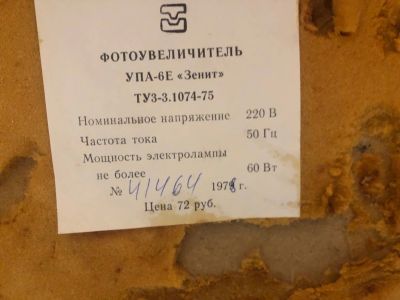 ФОТОУВЕЛИЧИТЕЛЬ
УПА-6Е «Зенит»
ТУ3-3.1074-75
Номинальное напряжение 220 В
Частота тока 50 Гц
Мощность электролампы
не более 60 Вт
№ 41464 1978 г.
Цена 72 руб.